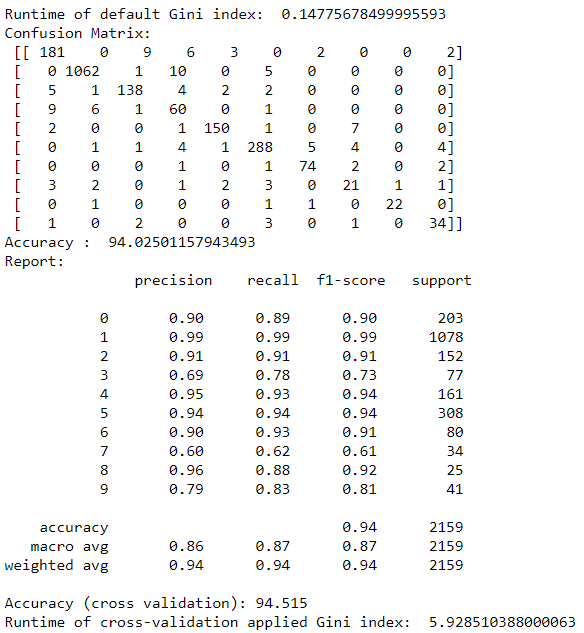 Runtime of default Gini index:  0.14775678499995593
Confusion Matrix:
 [[ 181    0    9    6    3    0    2    0    0    2]
 [   0 1062    1   10    0    5    0    0    0    0]
 [   5    1  138    4    2    2    0    0    0    0]
 [   9    6    1   60    0    1    0    0    0    0]
 [   2    0    0    1  150    1    0    7    0    0]
 [   0    1    1    4    1  288    5    4    0    4]
 [   0    0    0    1    0    1   74    2    0    2]
 [   3    2    0    1    2    3    0   21    1    1]
 [   0    1    0    0    0    1    1    0   22    0]
 [   1    0    2    0    0    3    0    1    0   34]]
Accuracy :  94.02501157943493
Report:
              precision    recall  f1-score   support
           0       0.90      0.89      0.90       203
           1       0.99      0.99      0.99      1078
           2       0.91      0.91      0.91       152
           3       0.69      0.78      0.73        77
           4       0.95      0.93      0.94       161
           5       0.94      0.94      0.94       308
           6       0.90      0.93      0.91        80
           7       0.60      0.62      0.61        34
           8       0.96      0.88      0.92        25
           9       0.79      0.83      0.81        41
    accuracy                           0.94      2159
   macro avg       0.86      0.87      0.87      2159
weighted avg       0.94      0.94      0.94      2159
Accuracy (cross validation): 94.515
Runtime of cross-validation applied Gini index:  5.928510388000063